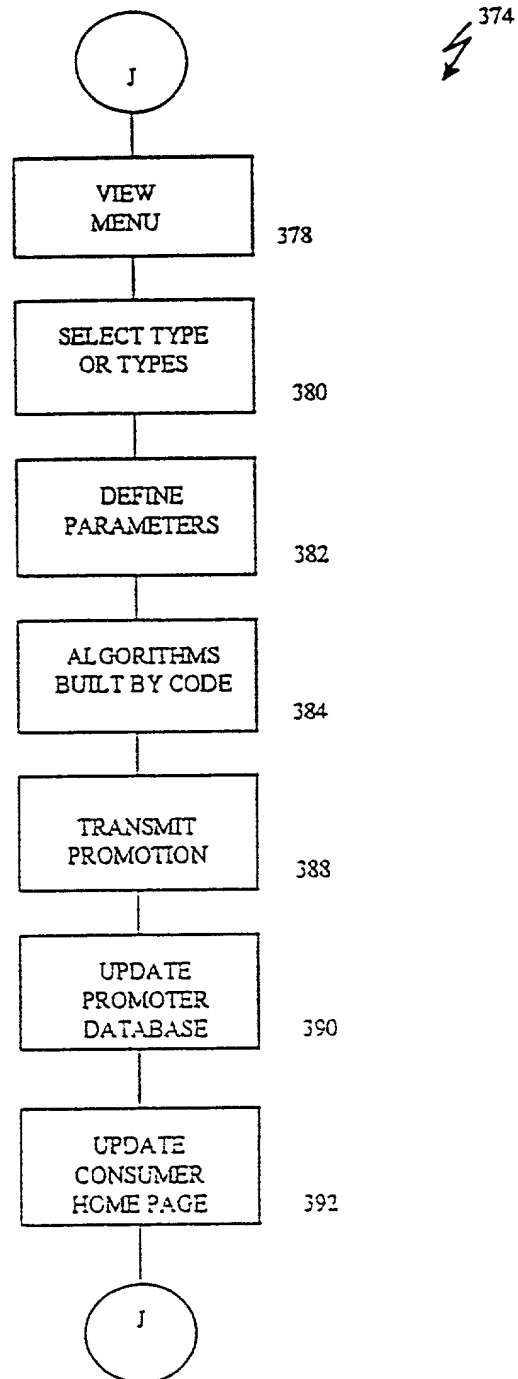 374
J
VIEW
MENU
378
SELECT TYPE
OR TYPES
380
DEFINE
PARAMETERS
382
ALGORITHMS
BUILT BY CODE
384
TRANSMIT
PROMOTION
388
UPDATE
PROMOTER
DATABASE
390
UPDATE
CONSUMER
HOME PAGE
392
J